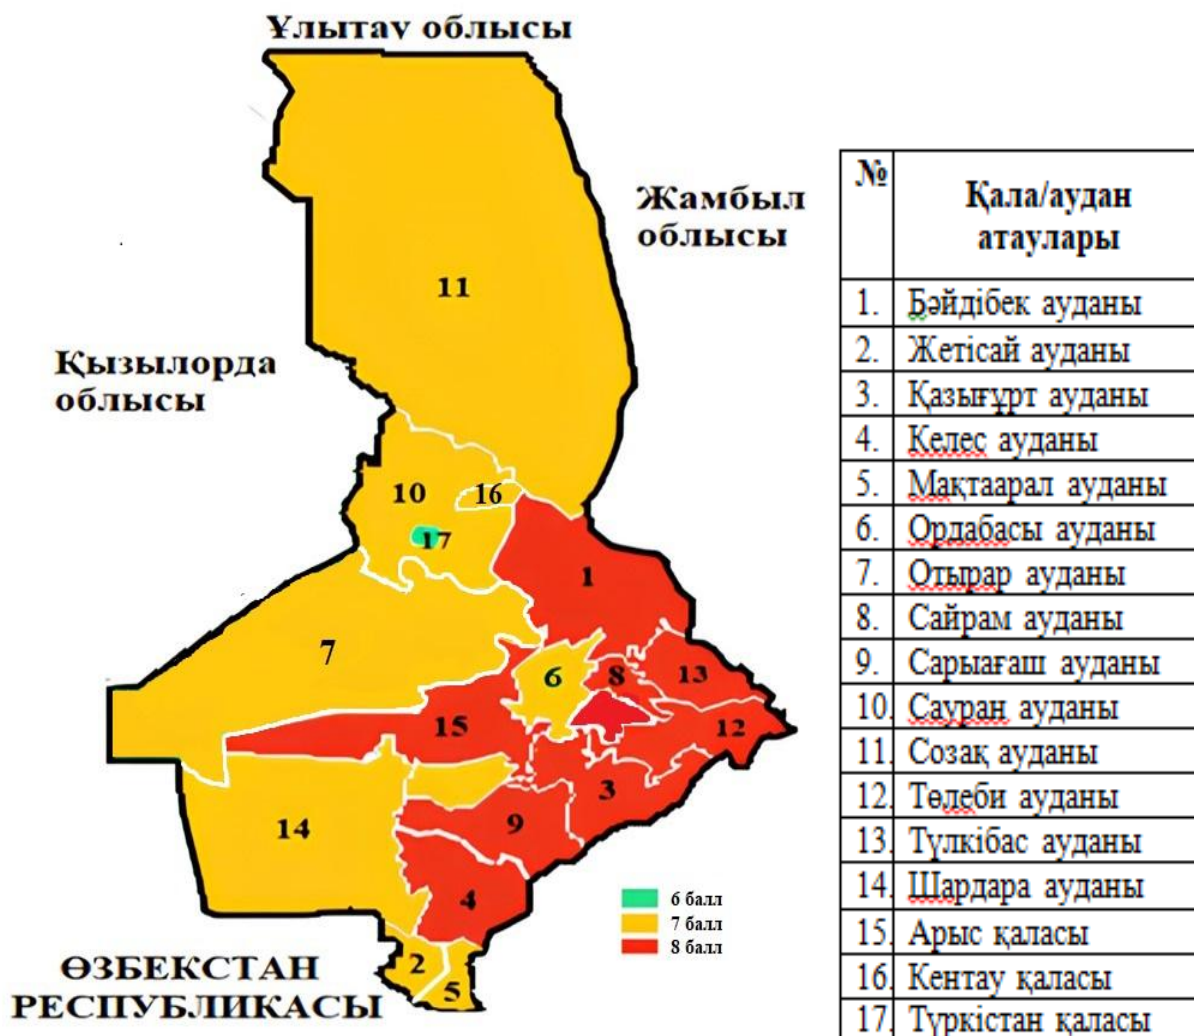 Ұлытау облысы
Жамбыл
облысы
11
Қызылорда
облысы
10
16
17
1
7
6
8
13
15
12
3
14
9
4
6 балл
7 балл
8 балл
ӨЗБЕКСТАН
РЕСПУБЛИКАСЫ
2
5
№ Қала/аудан атаулары
1. Бәйдібек ауданы
2. Жетісай ауданы
3. Қазығұрт ауданы
4. Келес ауданы
5. Мақтаарал ауданы
6. Ордабасы ауданы
7. Отырар ауданы
8. Сайрам ауданы
9. Сарыағаш ауданы
10. Сауран ауданы
11. Созақ ауданы
12. Төлеби ауданы
13. Түлкібас ауданы
14. Шардара ауданы
15. Арыс қаласы
16. Кентау қаласы
17. Түркістан қаласы